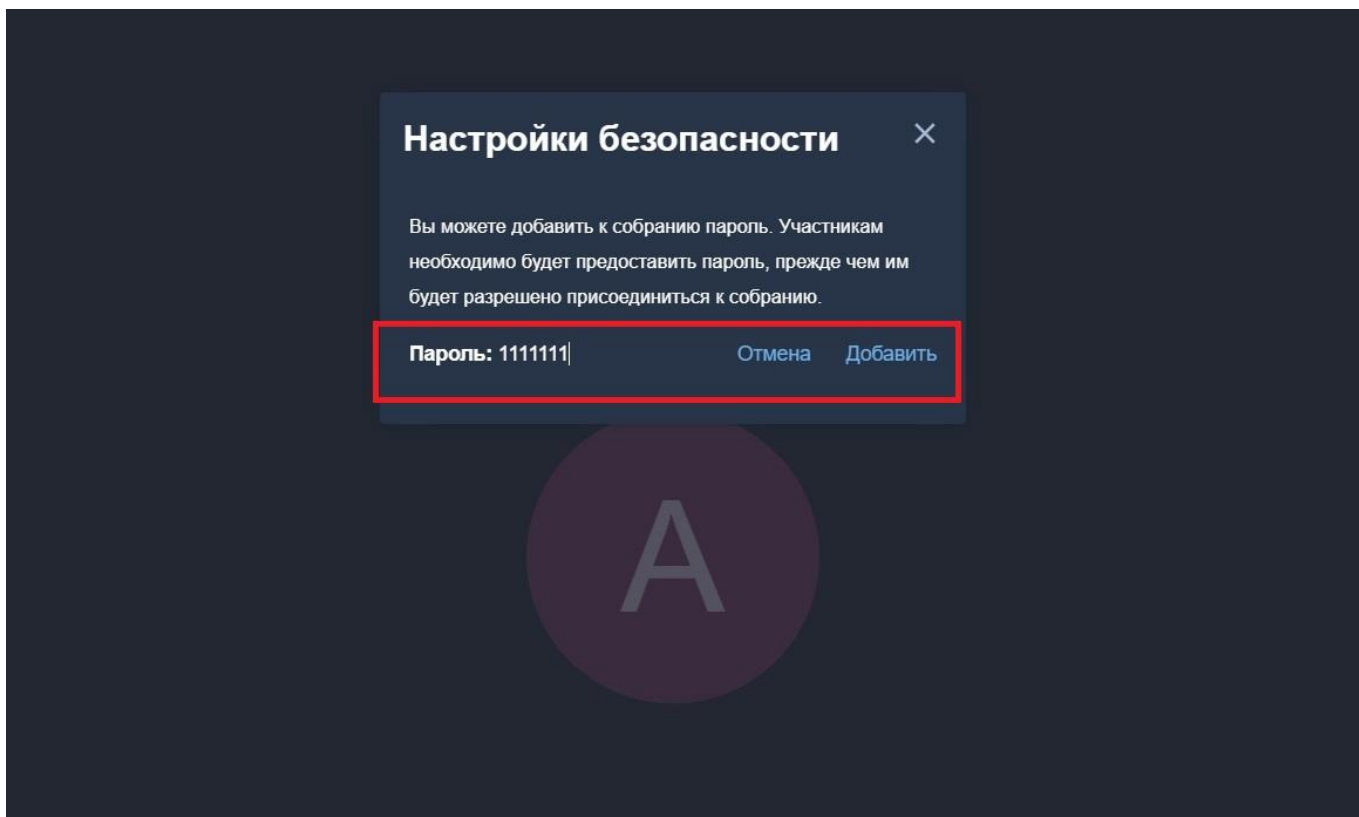 Настройки безопасности
Вы можете добавить к собранию пароль. Участникам
необходимо будет предоставить пароль, прежде чем им
будет разрешено присоединиться к собранию.
Пароль: 1111111 Отмена Добавить
A